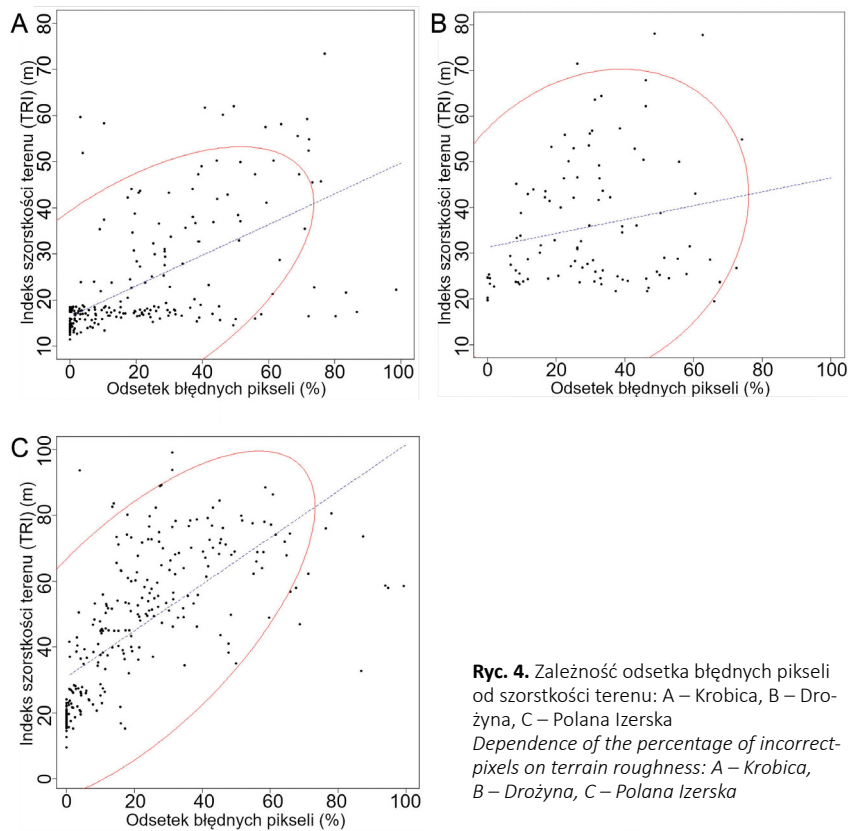 A
Indeks szorstkości terenu (TRI) (m)
10 20 30 40 50 60 70 80
0 20 40 60 80 100
Odsetek błędnych pikseli (%)
B
Indeks szorstkości terenu (TRI) (m)
10 20 30 40 50 60 70 80
0 20 40 60 80 100
Odsetek błędnych pikseli (%)
C
Indeks szorstkości terenu (TRI) (m)
0 20 40 60 80 100
0 20 40 60 80 100
Odsetek błędnych pikseli (%)
Ryc. 4. Zależność odsetka błędnych pikseli
od szorstkości terenu: A – Krobica, B – Dro-
żyna, C – Polana Izerska
Dependence of the percentage of incorrect-
pixels on terrain roughness: A – Krobica,
B – Drożyna, C – Polana Izerska